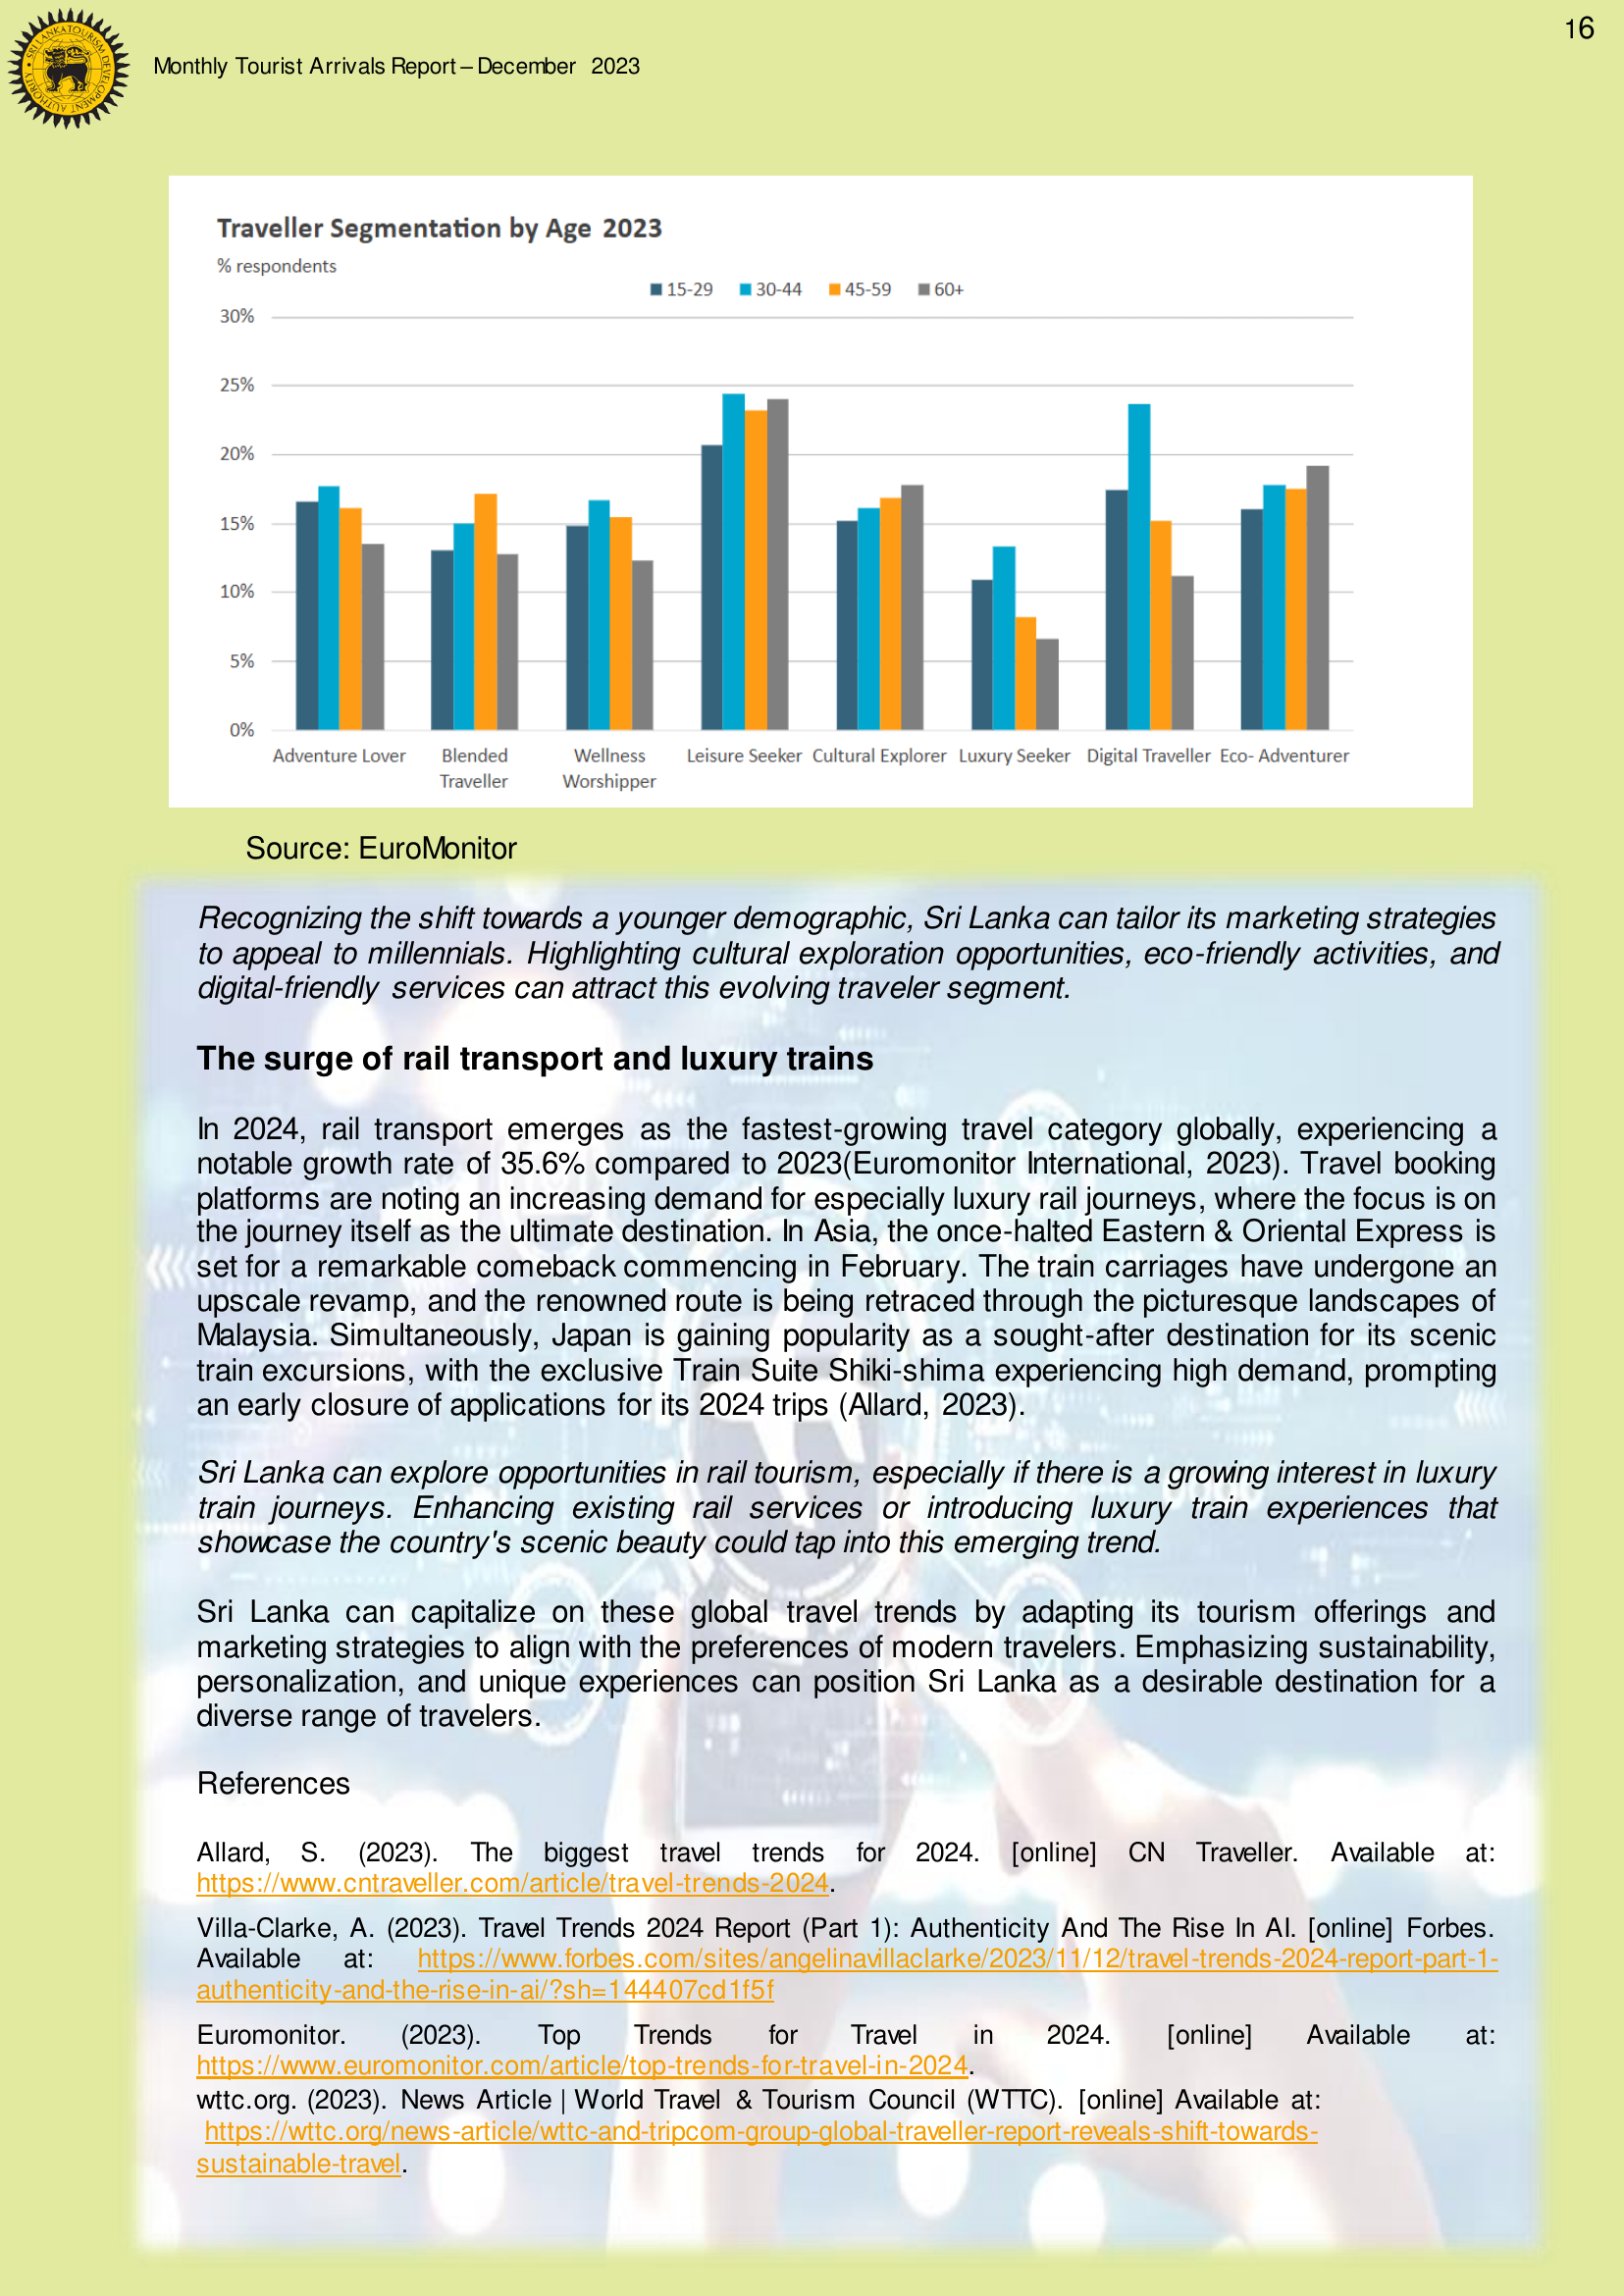 16
SRI LANKA TOURISM DEVELOPMENT AUTHORITY
Monthly Tourist Arrivals Report – December 2023
Traveller Segmentation by Age 2023
% respondents
15-29 30-44 45-59 60+
30%
25%
20%
15%
10%
5%
0%
Adventure Lover Blended Wellness Leisure Seeker Cultural Explorer Luxury Seeker Digital Traveller Eco- Adventurer
Traveller Worshipper
Source: EuroMonitor
Recognizing the shift towards a younger demographic, Sri Lanka can tailor its marketing strategies
to appeal to millennials. Highlighting cultural exploration opportunities, eco-friendly activities, and
digital-friendly services can attract this evolving traveler segment.
The surge of rail transport and luxury trains
In 2024, rail transport emerges as the fastest-growing travel category globally, experiencing a
notable growth rate of 35.6% compared to 2023(Euromonitor International, 2023). Travel booking
platforms are noting an increasing demand for especially luxury rail journeys, where the focus is on
the journey itself as the ultimate destination. In Asia, the once-halted Eastern & Oriental Express is
set for a remarkable comeback commencing in February. The train carriages have undergone an
upscale revamp, and the renowned route is being retraced through the picturesque landscapes of
Malaysia. Simultaneously, Japan is gaining popularity as a sought-after destination for its scenic
train excursions, with the exclusive Train Suite Shiki-shima experiencing high demand, prompting
an early closure of applications for its 2024 trips (Allard, 2023).
Sri Lanka can explore opportunities in rail tourism, especially if there is a growing interest in luxury
train journeys. Enhancing existing rail services or introducing luxury train experiences that
showcase the country's scenic beauty could tap into this emerging trend.
Sri Lanka can capitalize on these global travel trends by adapting its tourism offerings and
marketing strategies to align with the preferences of modern travelers. Emphasizing sustainability,
personalization, and unique experiences can position Sri Lanka as a desirable destination for a
diverse range of travelers.
References
Allard, S. (2023). The biggest travel trends for 2024. [online] CN Traveller. Available at:
https://www.cntraveller.com/article/travel-trends-2024.
Villa-Clarke, A. (2023). Travel Trends 2024 Report (Part 1): Authenticity And The Rise In AI. [online] Forbes.
Available at: https://www.forbes.com/sites/angelinavillaclarke/2023/11/12/travel-trends-2024-report-part-1-
authenticity-and-the-rise-in-ai/?sh=144407cd1f5f
Euromonitor. (2023). Top Trends for Travel in 2024. [online] Available at:
https://www.euromonitor.com/article/top-trends-for-travel-in-2024.
wttc.org. (2023). News Article | World Travel & Tourism Council (WTTC). [online] Available at:
https://wttc.org/news-article/wttc-and-tripcom-group-global-traveller-report-reveals-shift-towards-
sustainable-travel.